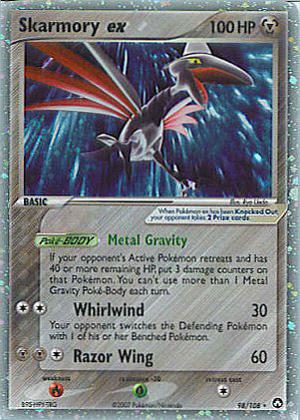 Skarmory ex 100 HP
Illus. Ryo Ueda
BASIC
When Pokémon-ex has been Knocked Out,
your opponent takes 2 Prize cards.
Poké-BODY Metal Gravity
If your opponent's Active Pokémon retreats and has
40 or more remaining HP, put 3 damage counters on
that Pokémon. You can't use more than 1 Metal
Gravity Poké-Body each turn.
Whirlwind 30
Your opponent switches the Defending Pokémon
with 1 of his or her Benched Pokémon.
Razor Wing 60
weakness resistance -30 retreat cost
©2007 Pokémon/Nintendo 98/108